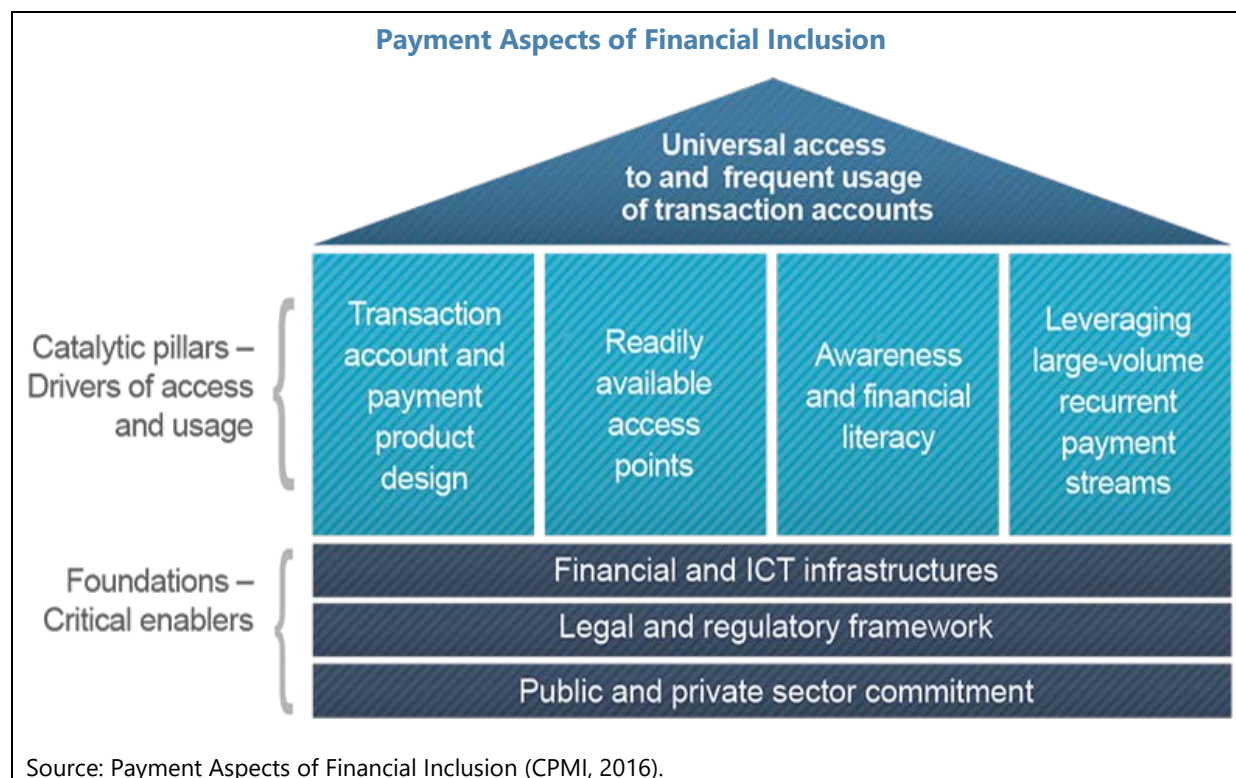 Payment Aspects of Financial Inclusion
Universal access
to and frequent usage
of transaction accounts
Catalytic pillars –
Drivers of access
and usage
Transaction
account and
payment
product
design
Readily
available
access
points
Awareness
and financial
literacy
Leveraging
large-volume
recurrent
payment
streams
Foundations –
Critical enablers
Financial and ICT infrastructures
Legal and regulatory framework
Public and private sector commitment
Source: Payment Aspects of Financial Inclusion (CPMI, 2016).